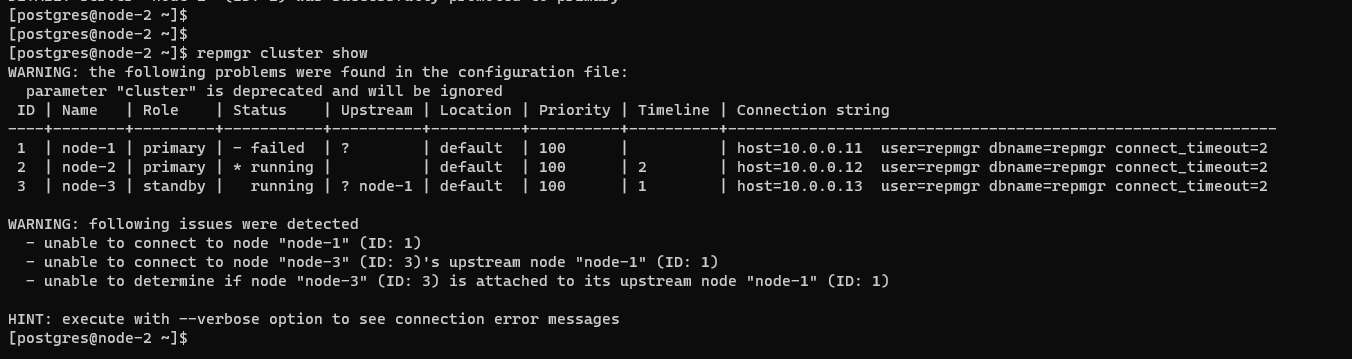 [postgres@node-2 ~]$
[postgres@node-2 ~]$
[postgres@node-2 ~]$ repmgr cluster show
WARNING: the following problems were found in the configuration file:
  parameter "cluster" is deprecated and will be ignored
 ID | Name   | Role    | Status    | Upstream | Location | Priority | Timeline | Connection string
----+--------+---------+-----------+----------+----------+----------+----------+------------------------------------------------------------
 1  | node-1 | primary | - failed  | ?        | default  | 100      |          | host=10.0.0.11  user=repmgr dbname=repmgr connect_timeout=2
 2  | node-2 | primary | * running |          | default  | 100      | 2        | host=10.0.0.12  user=repmgr dbname=repmgr connect_timeout=2
 3  | node-3 | standby |   running | ? node-1 | default  | 100      | 1        | host=10.0.0.13  user=repmgr dbname=repmgr connect_timeout=2
WARNING: following issues were detected
  - unable to connect to node "node-1" (ID: 1)
  - unable to connect to node "node-3" (ID: 3)'s upstream node "node-1" (ID: 1)
  - unable to determine if node "node-3" (ID: 3) is attached to its upstream node "node-1" (ID: 1)
HINT: execute with --verbose option to see connection error messages
[postgres@node-2 ~]$